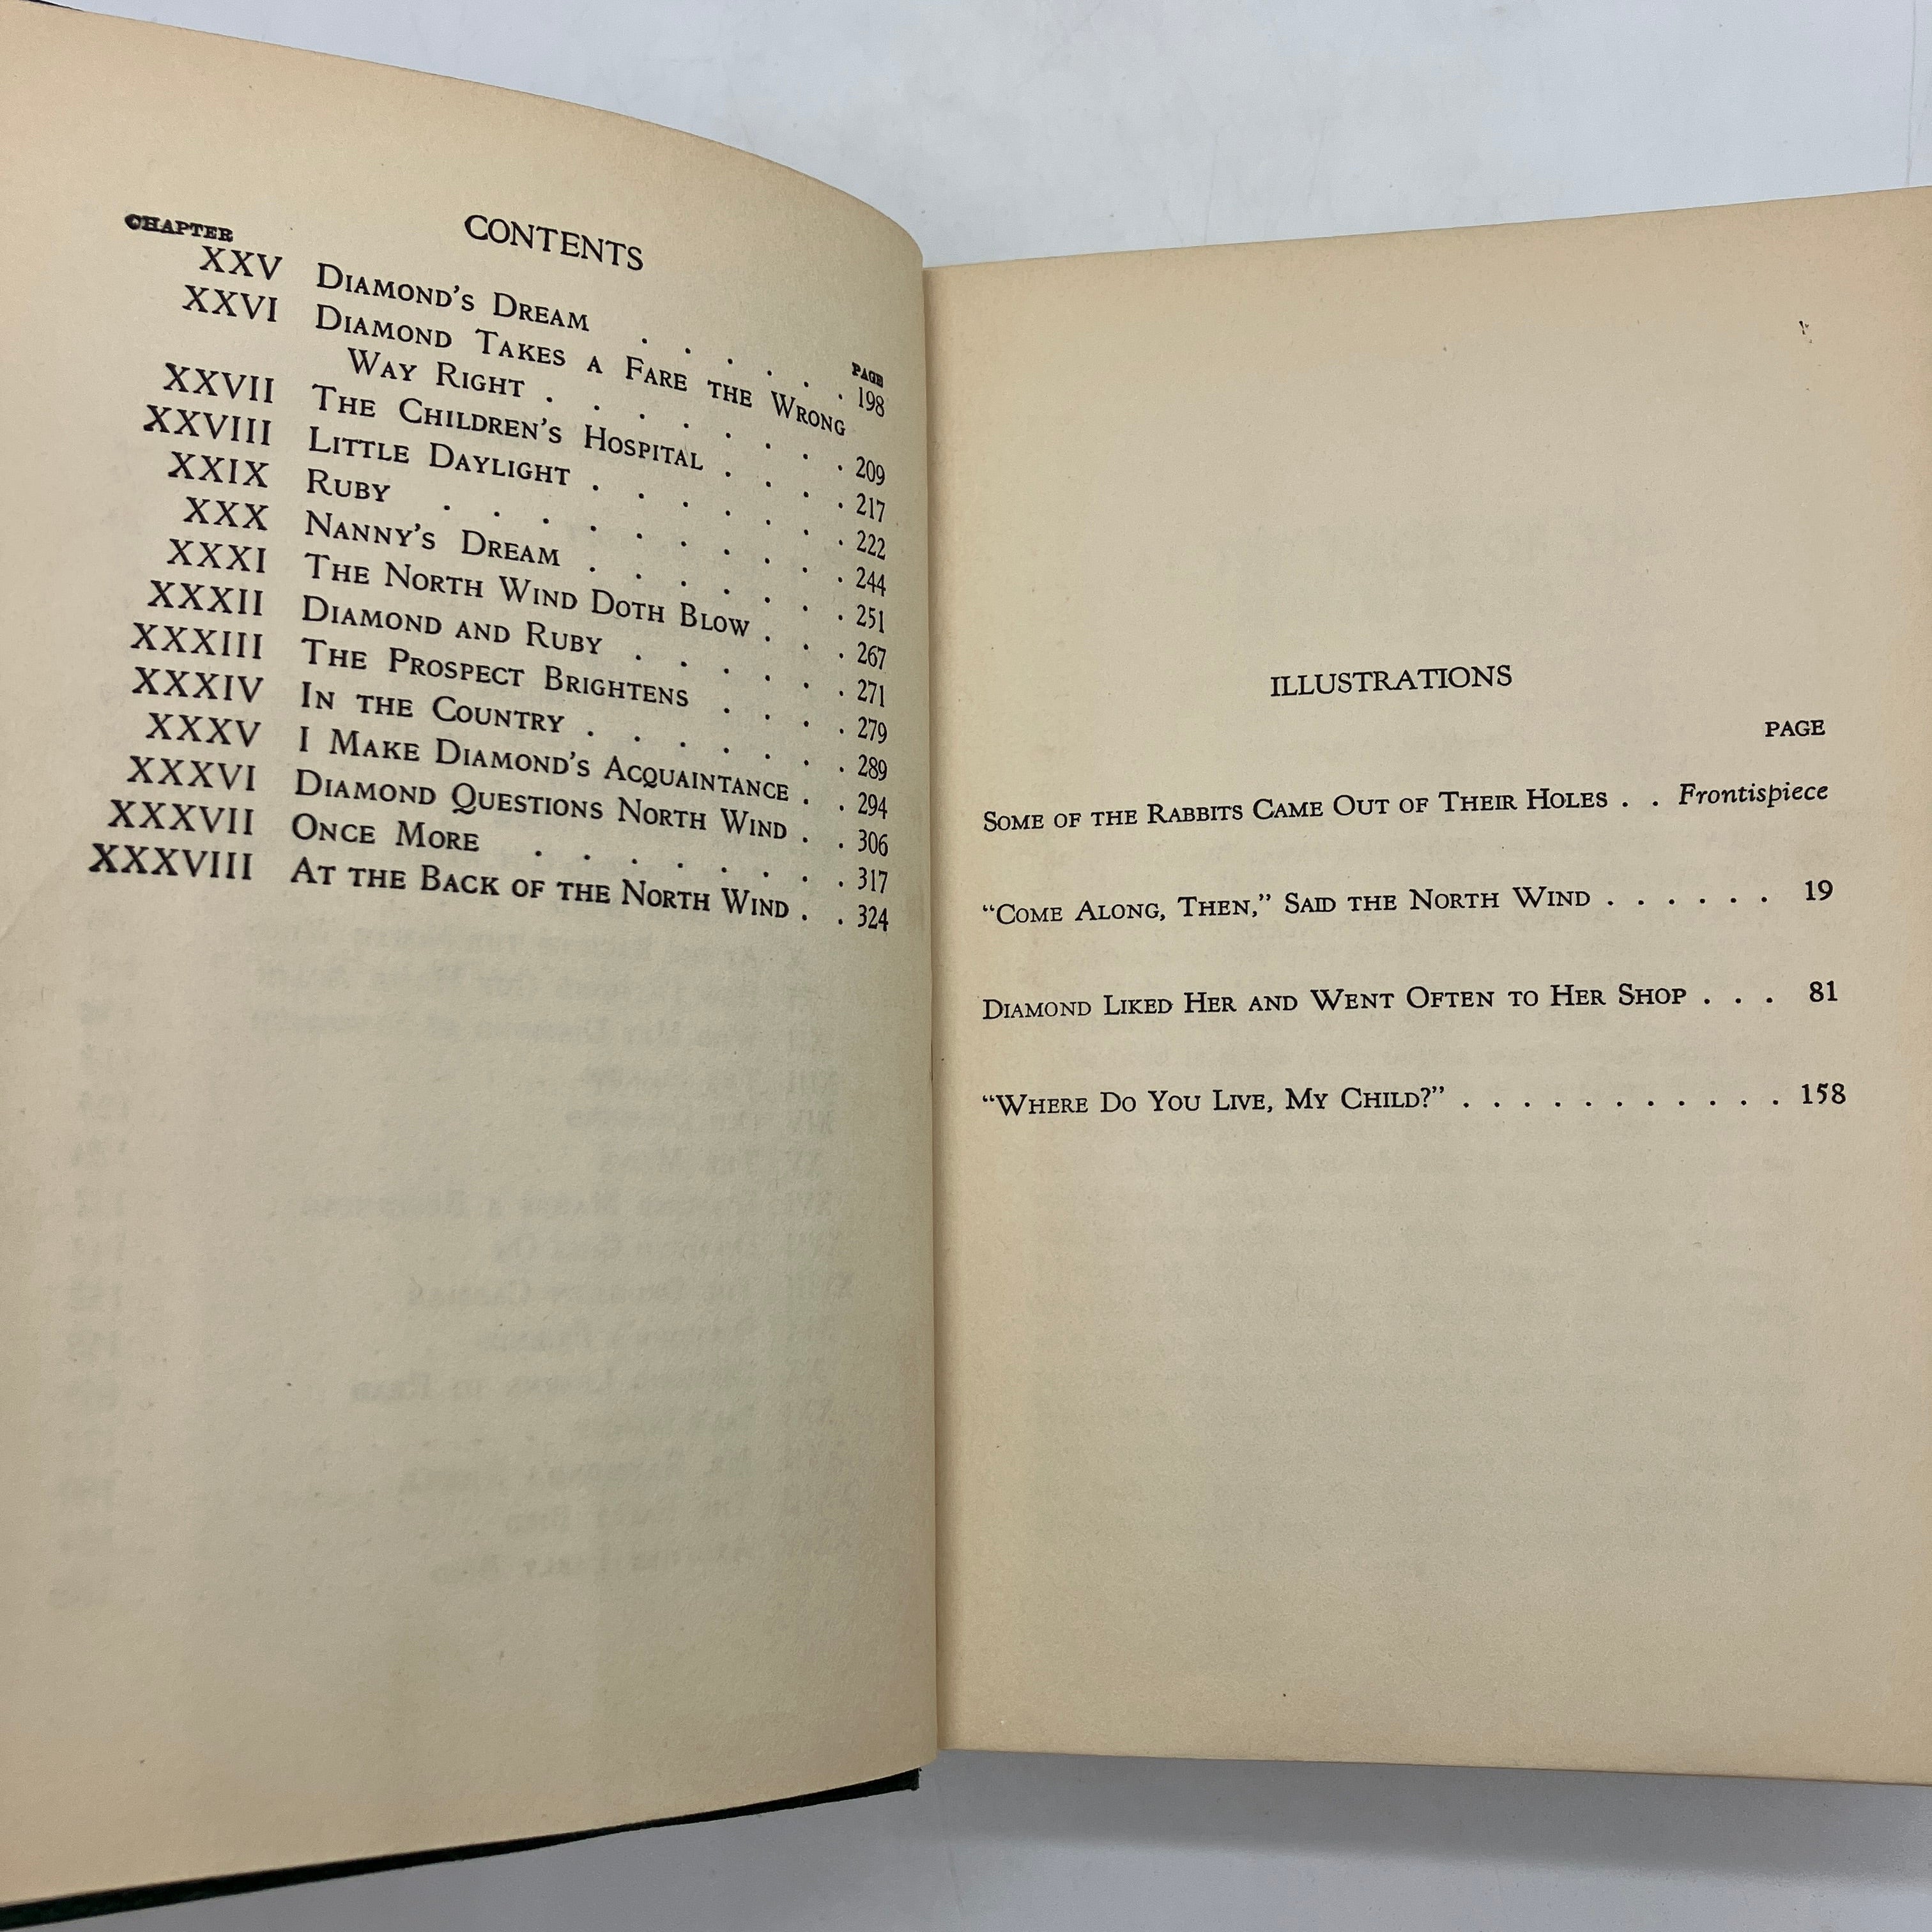 CONTENTS
CHAPTER
PAGE
XXV DIAMOND'S DREAM . . . . . . 198
XXVI DIAMOND TAKES A FARE THE WRONG
WAY RIGHT . . . . . . . 209
XXVII THE CHILDREN'S HOSPITAL . . . . 217
XXVIII LITTLE DAYLIGHT . . . . . . 222
XXIX RUBY . . . . . . . . . 244
XXX NANNY'S DREAM . . . . . . 251
XXXI THE NORTH WIND DOTH BLOW . . . 267
XXXII DIAMOND AND RUBY . . . . . 271
XXXIII THE PROSPECT BRIGHTENS . . . . 279
XXXIV IN THE COUNTRY . . . . . . 289
XXXV I MAKE DIAMOND'S ACQUAINTANCE . . 294
XXXVI DIAMOND QUESTIONS NORTH WIND . . 306
XXXVII ONCE MORE . . . . . . . 317
XXXVIII AT THE BACK OF THE NORTH WIND . . 324
ILLUSTRATIONS
PAGE
SOME OF THE RABBITS CAME OUT OF THEIR HOLES . . Frontispiece
“COME ALONG, THEN,” SAID THE NORTH WIND . . . . . . 19
DIAMOND LIKED HER AND WENT OFTEN TO HER SHOP . . . 81
“WHERE DO YOU LIVE, MY CHILD?” . . . . . . . . . . . . 158